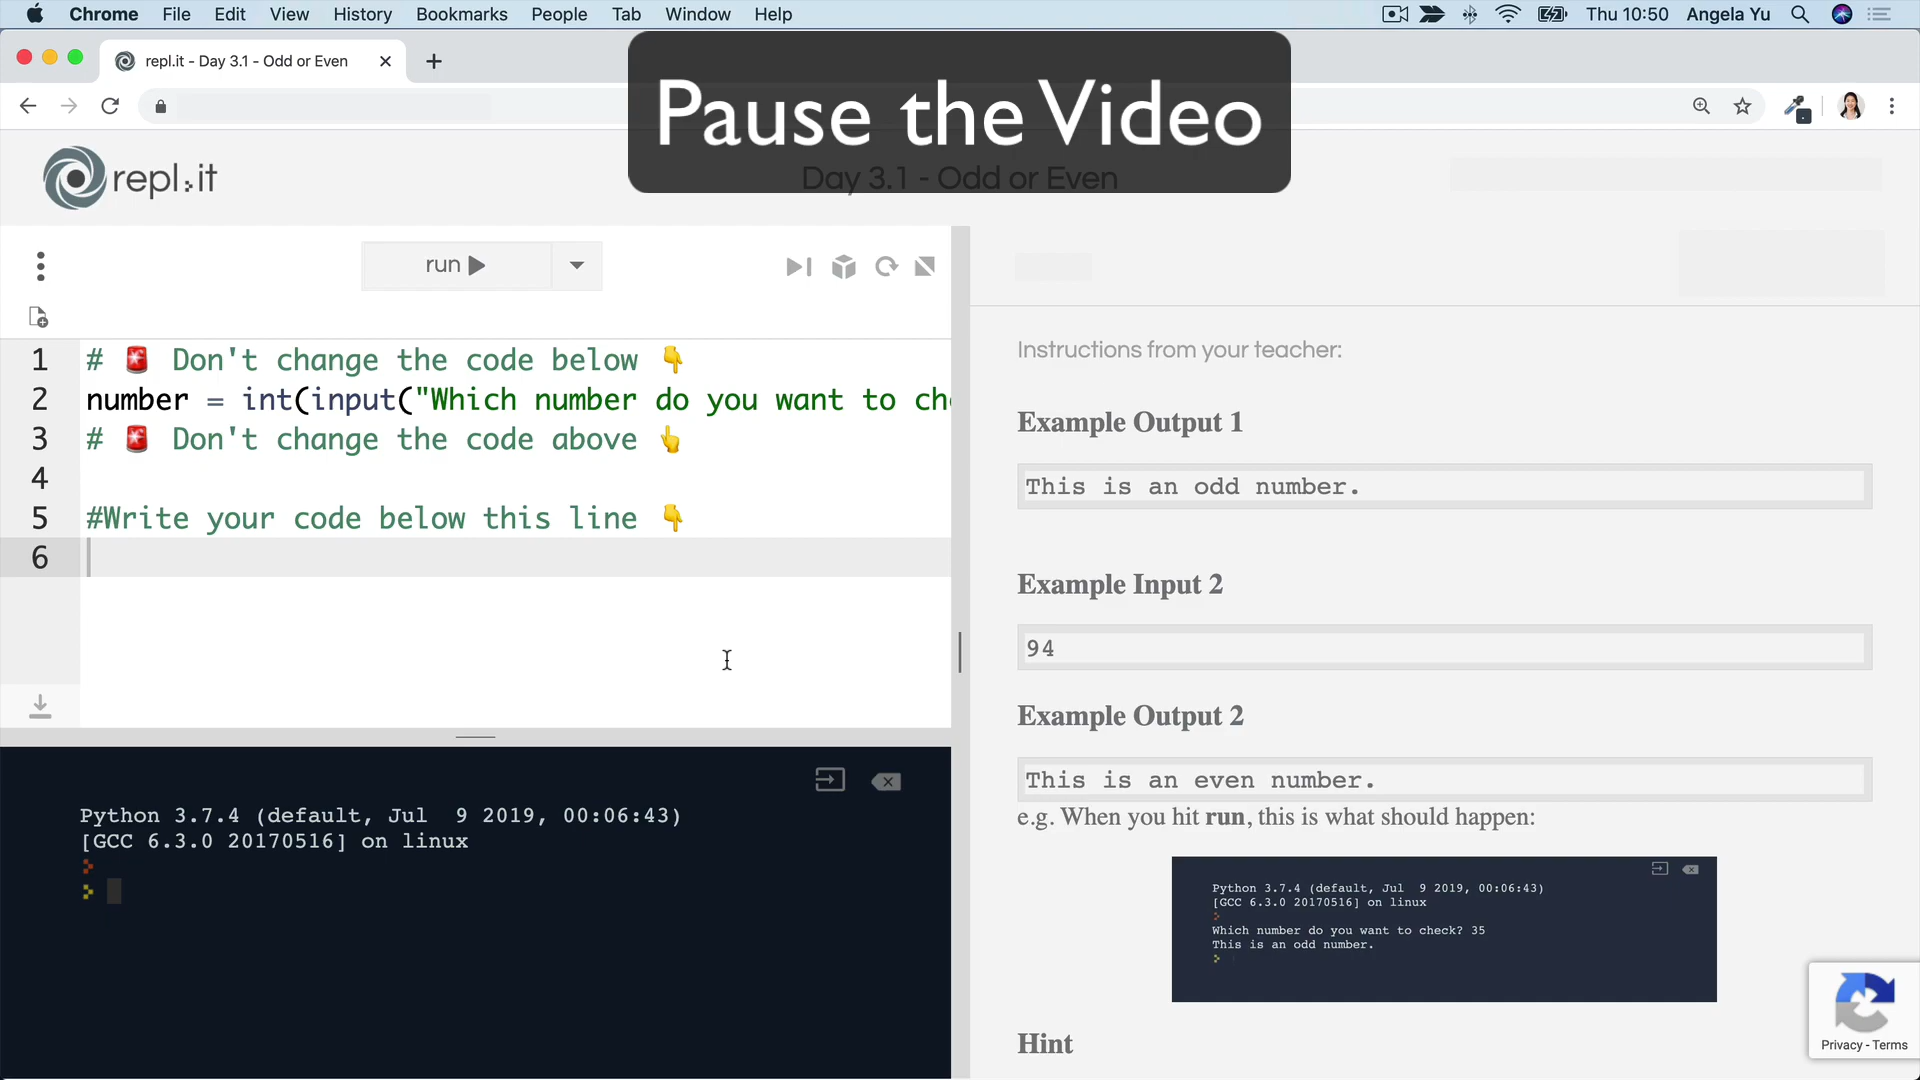 Chrome File Edit View History Bookmarks People Tab Window Help Thu 10:50 Angela Yu
repl.it - Day 3.1 - Odd or Even
Pause the Video
repl.it
Day 3.1 - Odd or Even
run
1 # 🚨 Don't change the code below 👇
2 number = int(input("Which number do you want to che
3 # 🚨 Don't change the code above 👆
4
5 #Write your code below this line 👇
6
Python 3.7.4 (default, Jul  9 2019, 00:06:43)
[GCC 6.3.0 20170516] on linux
Instructions from your teacher:
Example Output 1
This is an odd number.
Example Input 2
94
Example Output 2
This is an even number.
e.g. When you hit run, this is what should happen:
Python 3.7.4 (default, Jul  9 2019, 00:06:43)
[GCC 6.3.0 20170516] on linux
Which number do you want to check? 35
This is an odd number.
Hint
Privacy - Terms